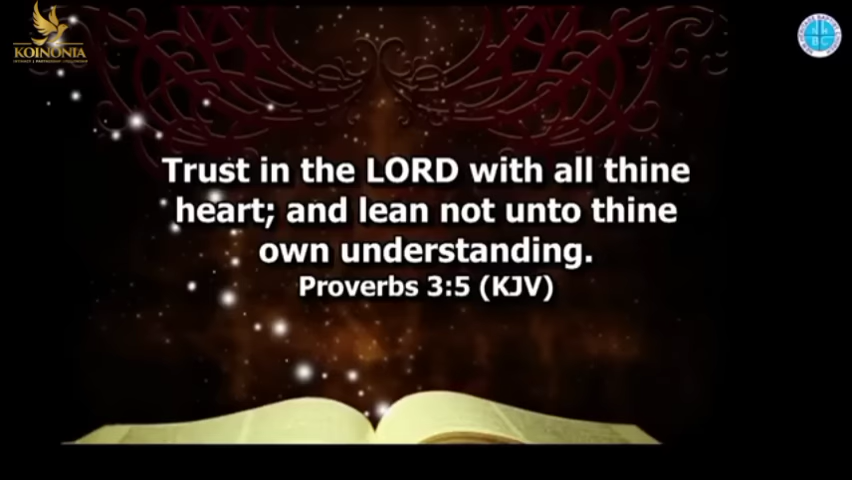 KOINONIA
Trust in the LORD with all thine
heart; and lean not unto thine
own understanding.
Proverbs 3:5 (KJV)